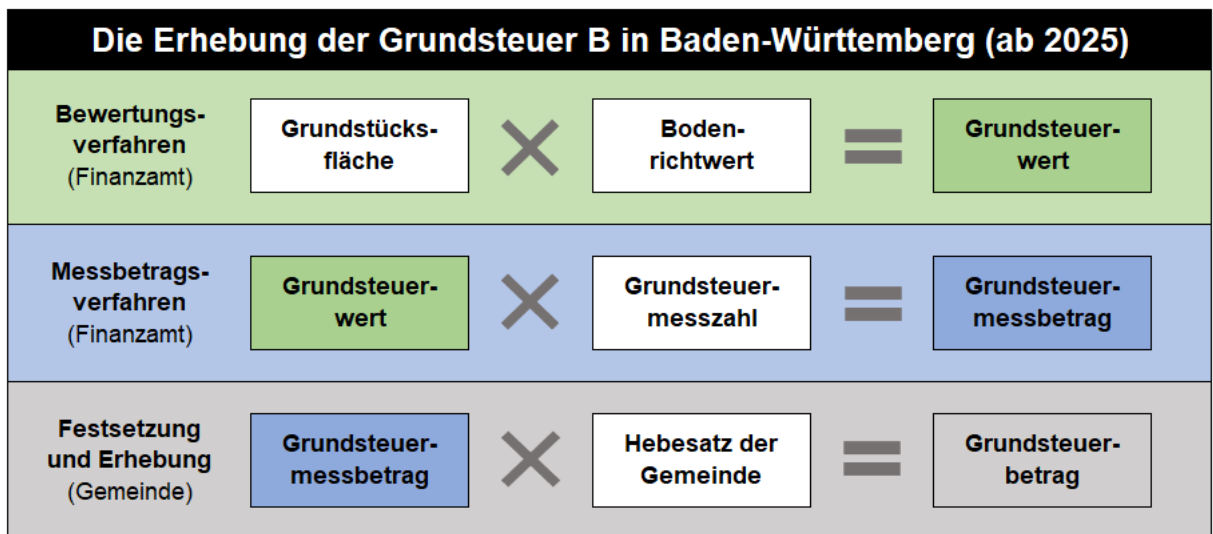 Die Erhebung der Grundsteuer B in Baden-Württemberg (ab 2025)
Bewertungs-
verfahren
(Finanzamt)
Grundstücks-
fläche
Boden-
richtwert
Grundsteuer-
wert
Messbetrags-
verfahren
(Finanzamt)
Grundsteuer-
wert
Grundsteuer-
messzahl
Grundsteuer-
messbetrag
Festsetzung
und Erhebung
(Gemeinde)
Grundsteuer-
messbetrag
Hebesatz der
Gemeinde
Grundsteuer-
betrag